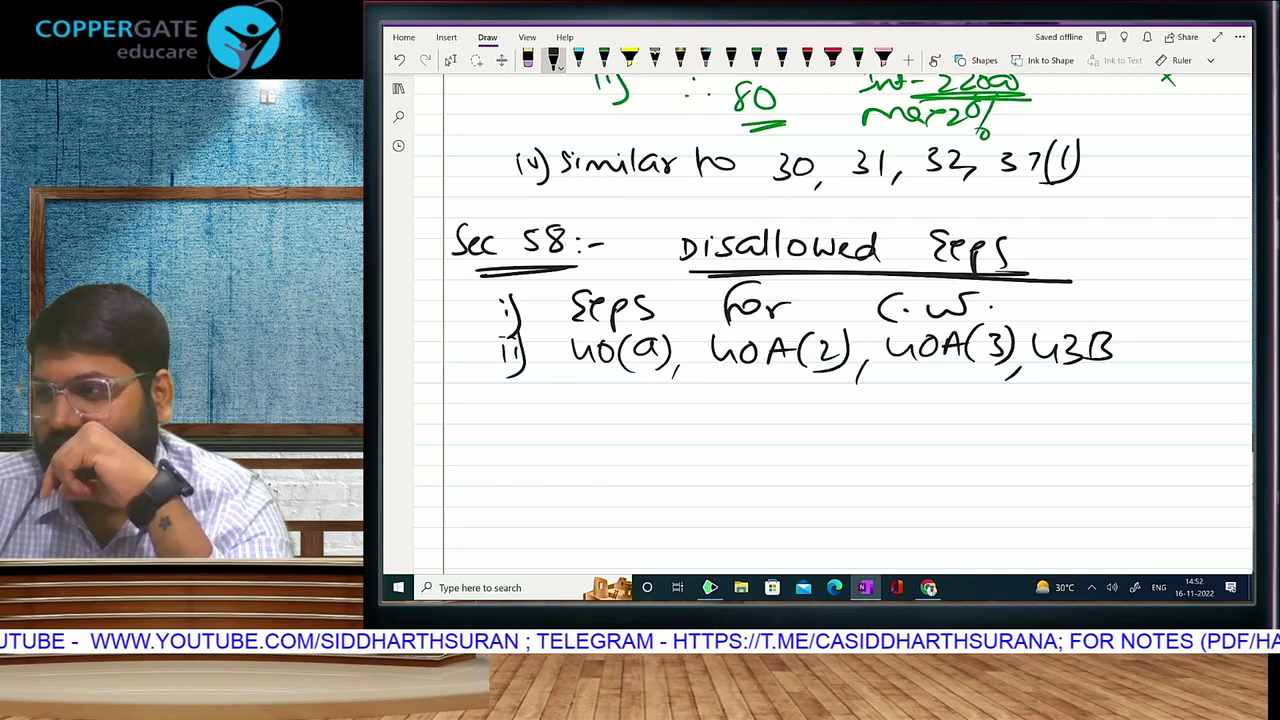 COPPERGATE
educare
Home Insert Draw View Help
Saved offline
Share
Shapes
Ink to Shape
Ink to Text
Ruler
ii) ∴ 80 Int - 22000
max 20%
iv) Similar to 30, 31, 32, 37(1)
Sec 58:- Disallowed Exps
i) Exps for C.W.
ii) 40(a), 40A(2), 40A(3), 43B
Type here to search
30°C
ENG
14:52
16-11-2022
UTUBE - WWW.YOUTUBE.COM/SIDDHARTHSURAN ; TELEGRAM - HTTPS://T.ME/CASIDDHARTHSURANA; FOR NOTES (PDF/HA